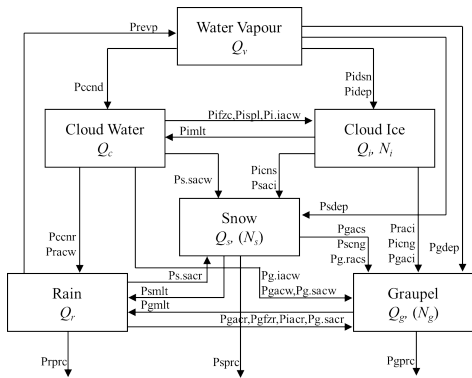 Prevp
Water Vapour
Qv
Pccnd
Pidsn
Pidep
Pifzc,Pispl,Pi.iacw
Cloud Water
Qc
Pimlt
Cloud Ice
Qi, Ni
Ps.sacw
Picns
Psaci
Psdep
Snow
Qs, (Ns)
Pccnr
Pracw
Pgacs
Pscng
Pg.racs
Praci
Picng
Pgaci
Pgdep
Ps.sacr
Psmlt
Pgmlt
Pg.iacw
Pgacw,Pg.sacw
Rain
Qr
Graupel
Qg, (Ng)
Pgacr,Pgfzr,Piacr,Pg.sacr
Prprc
Psprc
Pgprc